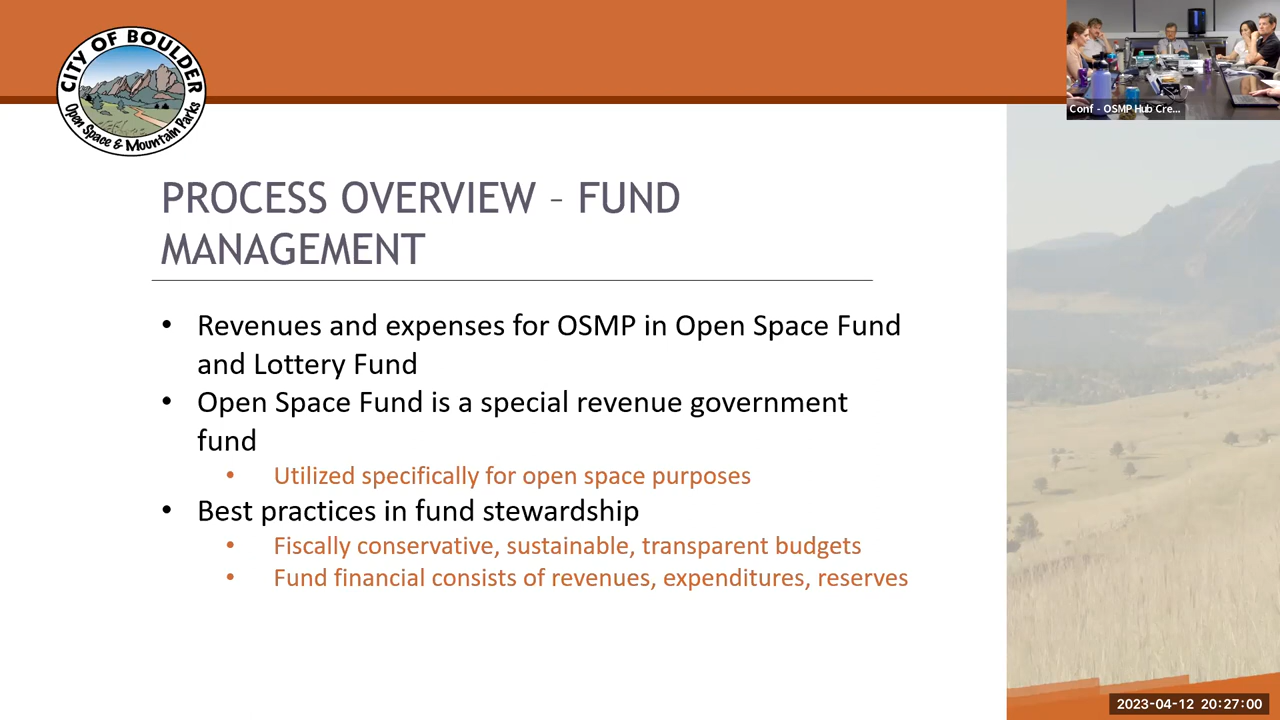 CITY OF BOULDER
Open Space & Mountain Parks
Conf - OSMP Hub Cre...
PROCESS OVERVIEW – FUND
MANAGEMENT
• Revenues and expenses for OSMP in Open Space Fund
and Lottery Fund
• Open Space Fund is a special revenue government
fund
• Utilized specifically for open space purposes
• Best practices in fund stewardship
• Fiscally conservative, sustainable, transparent budgets
• Fund financial consists of revenues, expenditures, reserves
2023-04-12 20:27:00